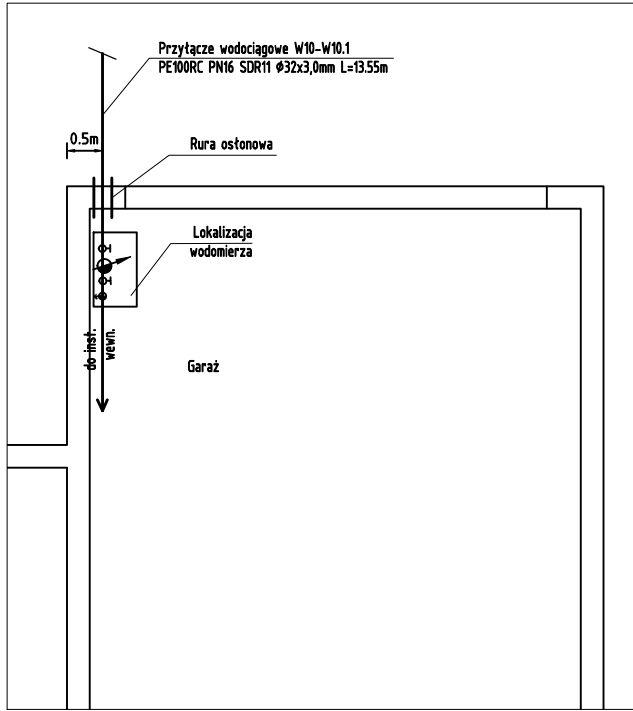 Przyłącze wodociągowe W10-W10.1
PE100RC PN16 SDR11 Φ32x3,0mm L=13.55m
0.5m
Rura osłonowa
Lokalizacja
wodomierza
do inst.
wewn.
Garaż